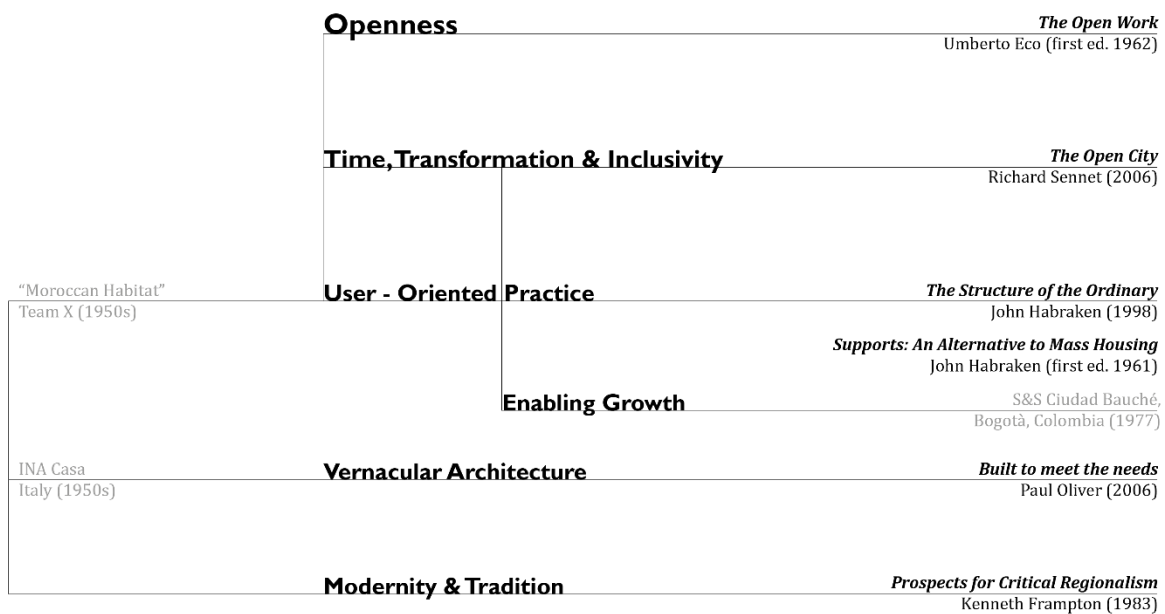 Openness
The Open Work
Umberto Eco (first ed. 1962)
Time, Transformation & Inclusivity
The Open City
Richard Sennet (2006)
“Moroccan Habitat”
Team X (1950s)
User - Oriented Practice
The Structure of the Ordinary
John Habraken (1998)
Supports: An Alternative to Mass Housing
John Habraken (first ed. 1961)
Enabling Growth
S&S Ciudad Bauché,
Bogotà, Colombia (1977)
INA Casa
Italy (1950s)
Vernacular Architecture
Built to meet the needs
Paul Oliver (2006)
Modernity & Tradition
Prospects for Critical Regionalism
Kenneth Frampton (1983)